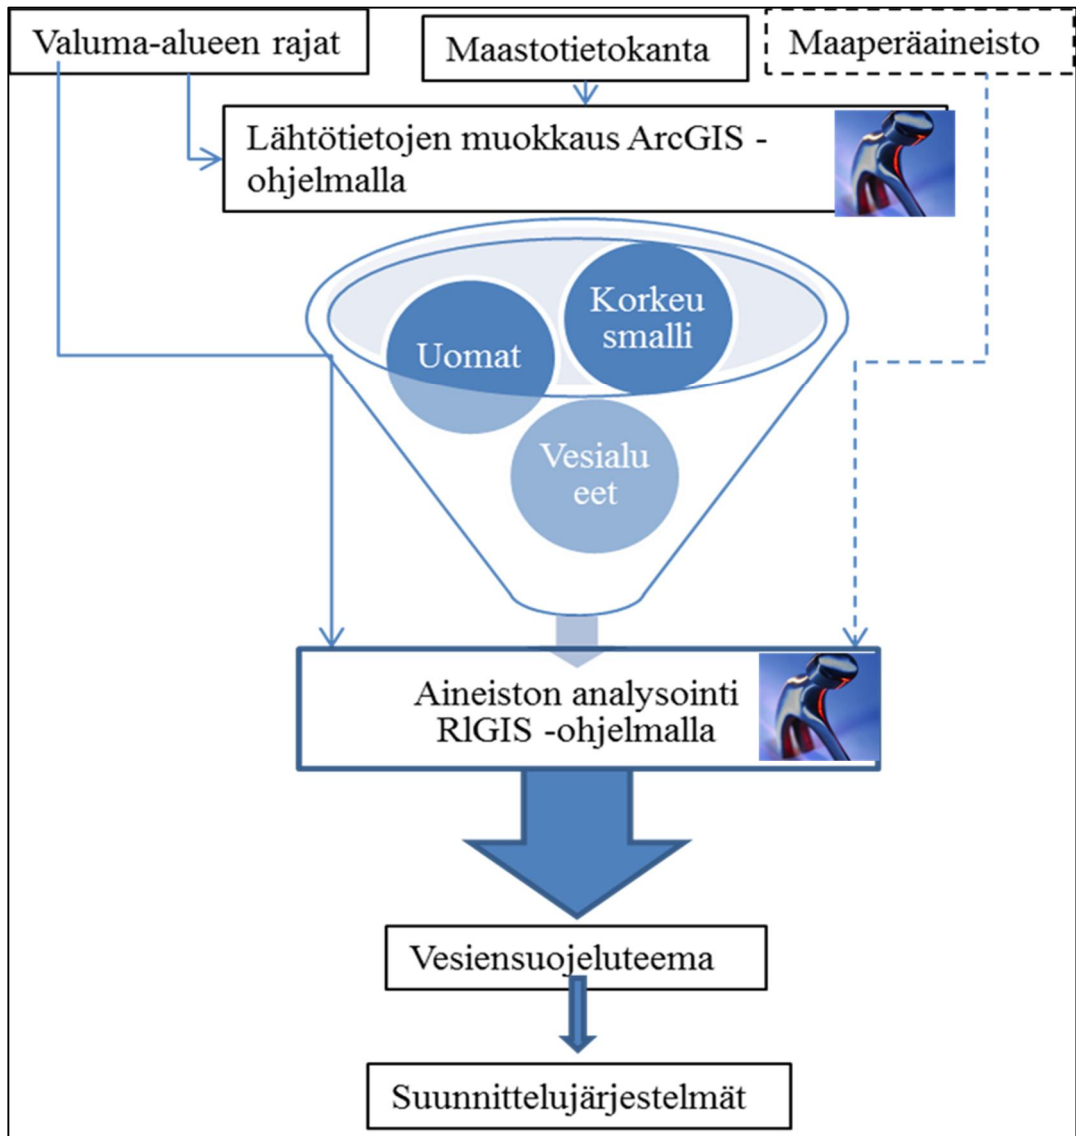 Valuma-alueen rajat
Maastotietokanta
Maaperäaineisto
Lähtötietojen muokkaus ArcGIS -
ohjelmalla
Korkeu
smalli
Uomat
Vesialu
eet
Aineiston analysointi
RlGIS -ohjelmalla
Vesiensuojeluteema
Suunnittelujärjestelmät